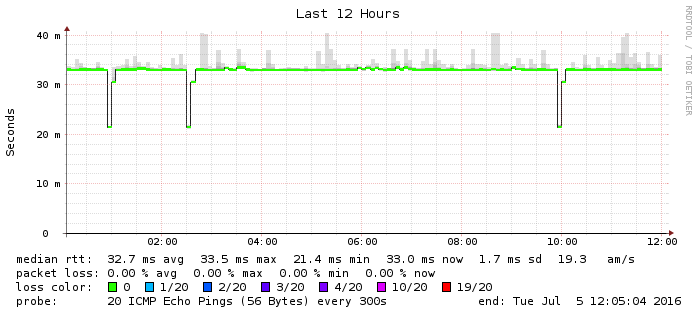 Last 12 Hours
RRDTOOL / TOBI OETIKER
Seconds
40 m
30 m
20 m
10 m
0
02:00 04:00 06:00 08:00 10:00 12:00
median rtt: 32.7 ms avg 33.5 ms max 21.4 ms min 33.0 ms now 1.7 ms sd 19.3 am/s
packet loss: 0.00 % avg 0.00 % max 0.00 % min 0.00 % now
loss color: 0 1/20 2/20 3/20 4/20 10/20 19/20
probe: 20 ICMP Echo Pings (56 Bytes) every 300s end: Tue Jul 5 12:05:04 2016